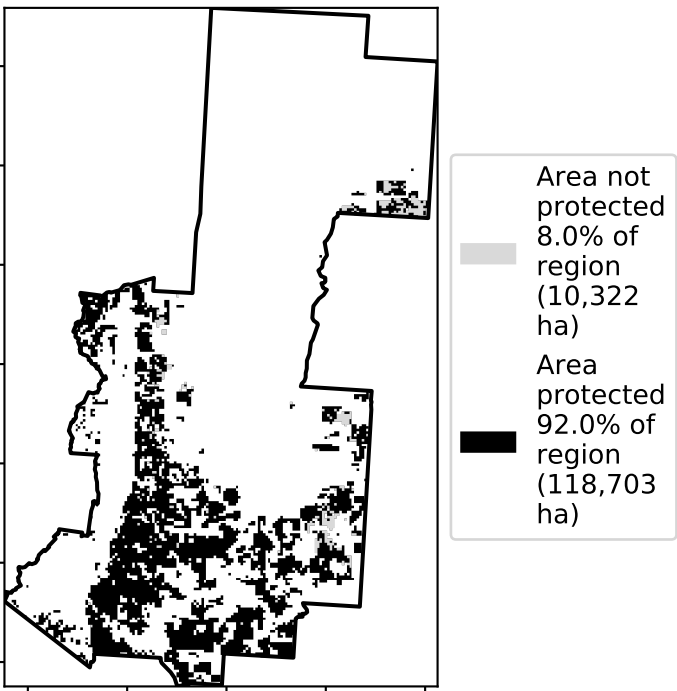 Area not
protected
8.0% of
region
(10,322
ha)
Area
protected
92.0% of
region
(118,703
ha)